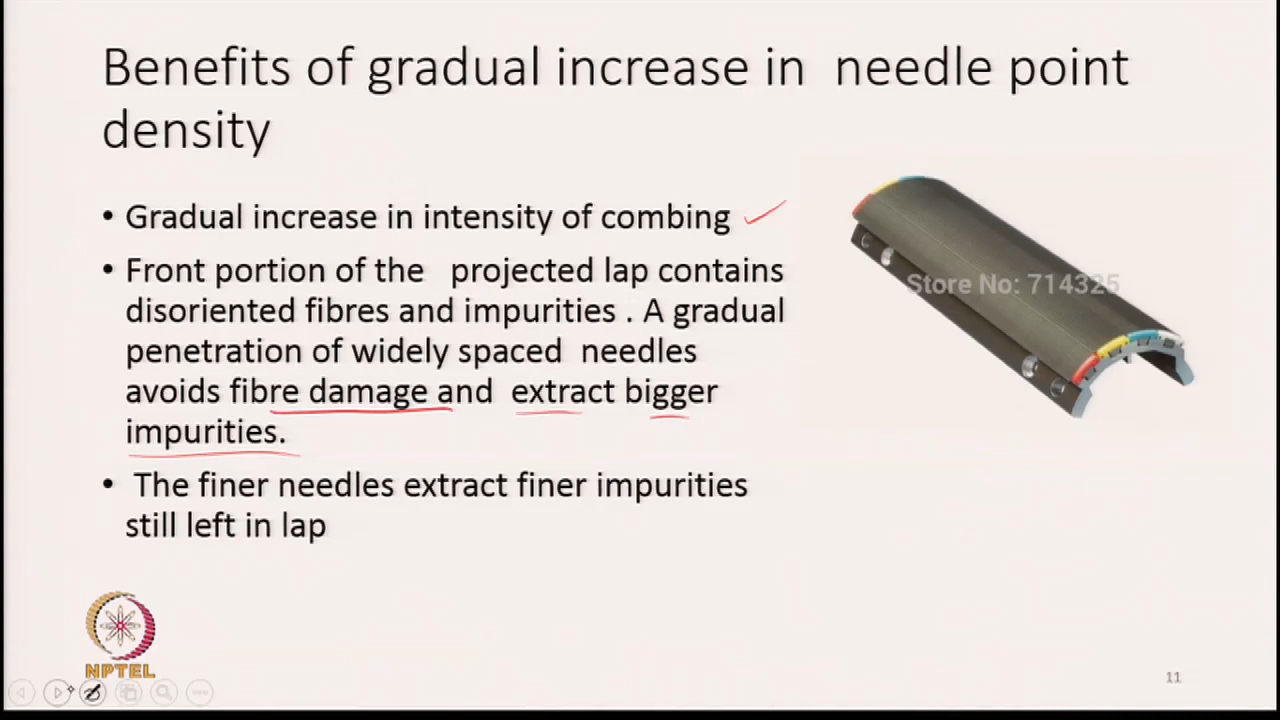 Benefits of gradual increase in needle point
density
• Gradual increase in intensity of combing
• Front portion of the projected lap contains
disoriented fibres and impurities . A gradual
penetration of widely spaced needles
avoids fibre damage and extract bigger
impurities.
• The finer needles extract finer impurities
still left in lap
Store No: 714325
NPTEL
11